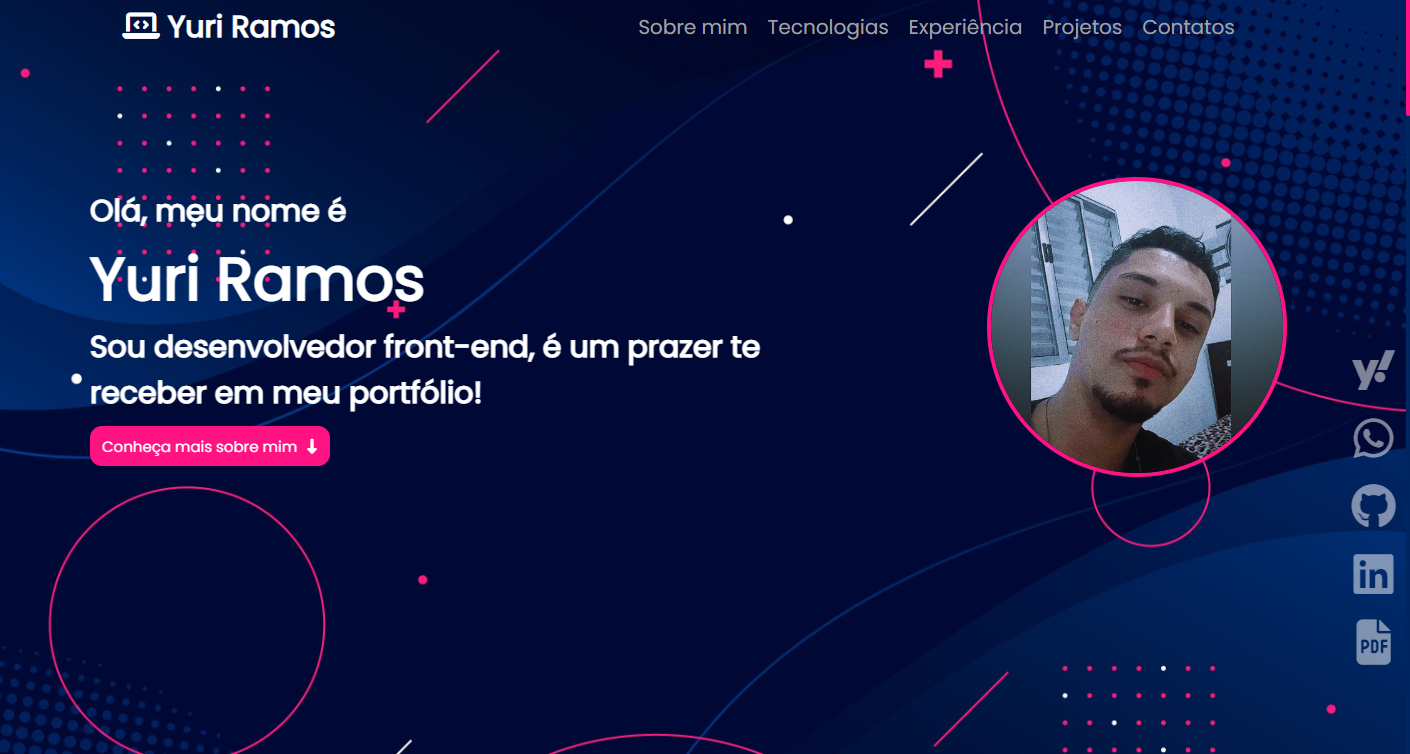 Yuri Ramos
Sobre mim Tecnologias Experiência Projetos Contatos
Olá, meu nome é
Yuri Ramos
Sou desenvolvedor front-end, é um prazer te
receber em meu portfólio!
Conheça mais sobre mim
y!
in
PDF